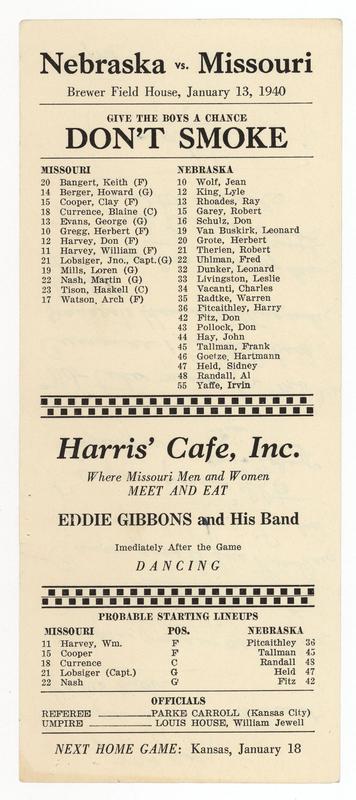 Nebraska vs. Missouri
Brewer Field House, January 13, 1940
GIVE THE BOYS A CHANCE
DON'T SMOKE
MISSOURI
20 Bangert, Keith (F)
14 Berger, Howard (G)
15 Cooper, Clay (F)
18 Currence, Blaine (C)
13 Evans, George (G)
10 Gregg, Herbert (F)
12 Harvey, Don (F)
11 Harvey, William (F)
21 Lobsiger, Jno., Capt.(G)
19 Mills, Loren (G)
22 Nash, Martin (G)
23 Tison, Haskell (C)
17 Watson, Arch (F)
NEBRASKA
10 Wolf, Jean
12 King, Lyle
13 Rhoades, Ray
15 Garey, Robert
16 Schulz, Don
19 Van Buskirk, Leonard
20 Grote, Herbert
21 Therien, Robert
22 Uhlman, Fred
32 Dunker, Leonard
33 Livingston, Leslie
34 Vacanti, Charles
35 Radtke, Warren
36 Pitcaithley, Harry
42 Fitz, Don
43 Pollock, Don
44 Hay, John
45 Tallman, Frank
46 Goetze, Hartmann
47 Held, Sidney
48 Randall, Al
55 Yaffe, Irvin
Harris' Cafe, Inc.
Where Missouri Men and Women
MEET AND EAT
EDDIE GIBBONS and His Band
Imediately After the Game
DANCING
PROBABLE STARTING LINEUPS
MISSOURI POS. NEBRASKA
11 Harvey, Wm. F Pitcaithley 36
15 Cooper F Tallman 45
18 Currence C Randall 48
21 Lobsiger (Capt.) G Held 47
22 Nash G Fitz 42
OFFICIALS
REFEREE PARKE CARROLL (Kansas City)
UMPIRE LOUIS HOUSE, William Jewell
NEXT HOME GAME: Kansas, January 18